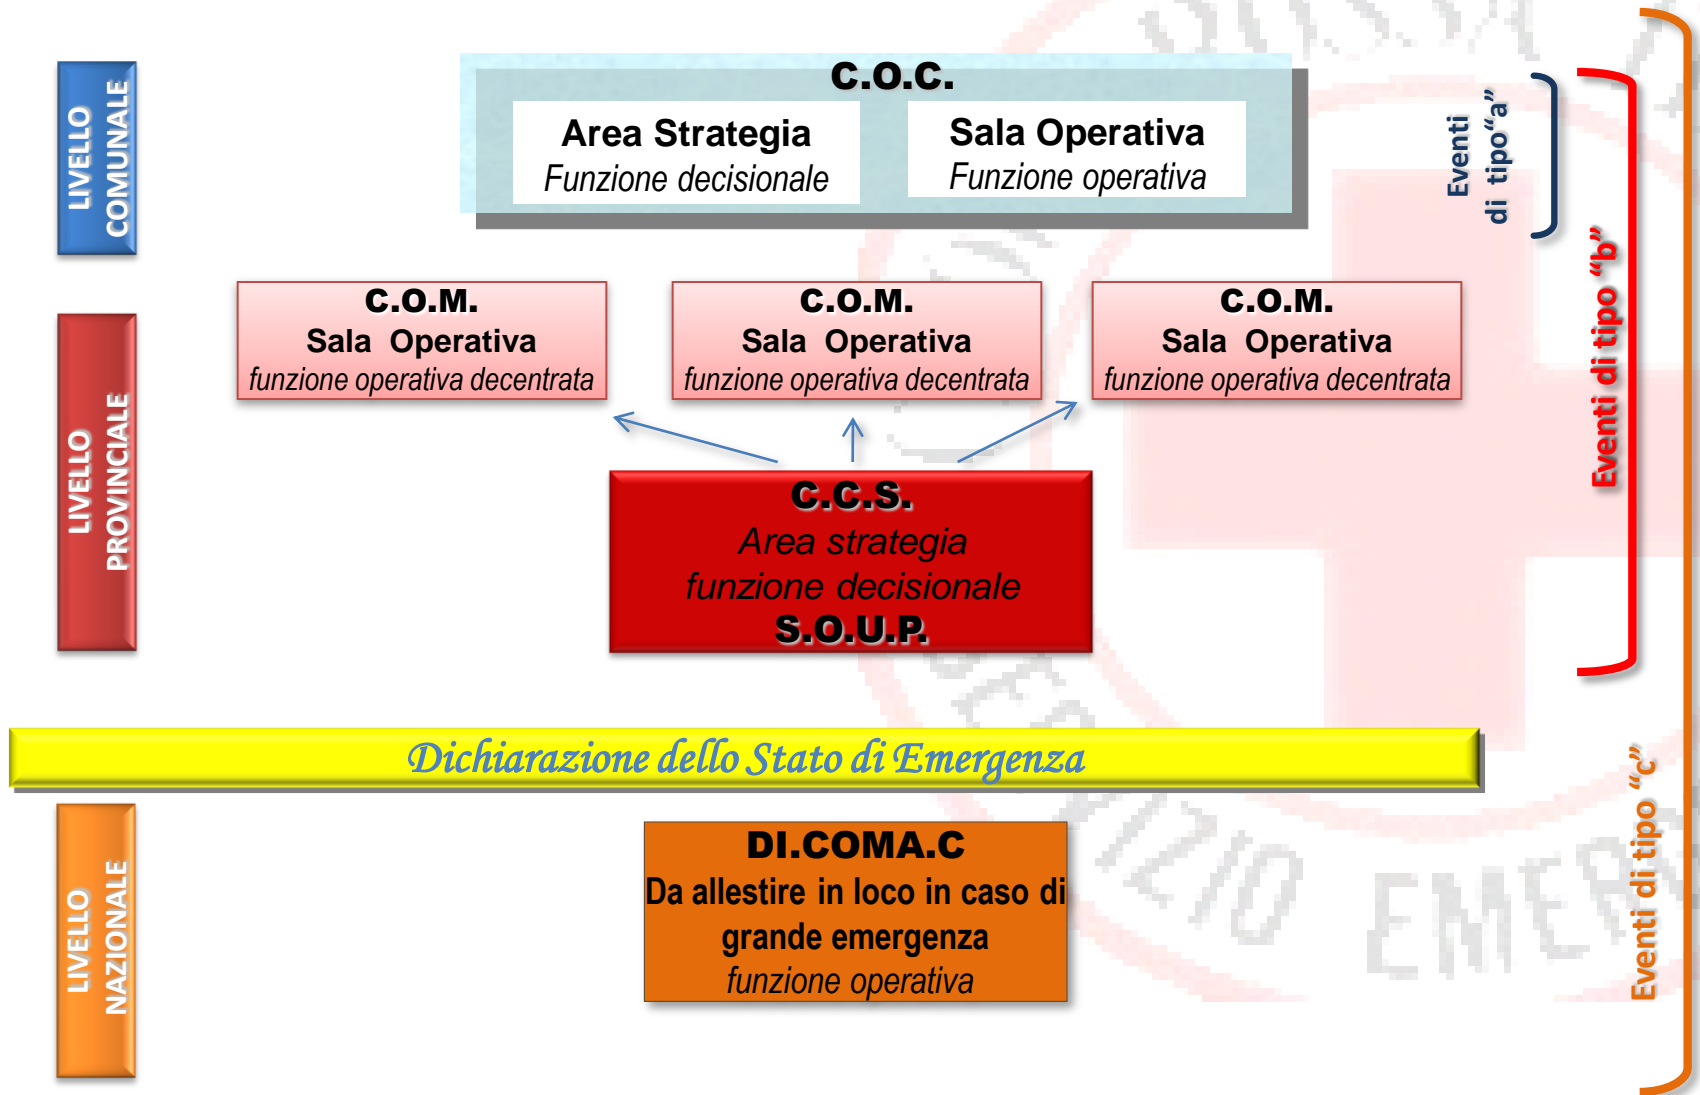 LIVELLO
COMUNALE
C.O.C.
Area Strategia
Funzione decisionale
Sala Operativa
Funzione operativa
Eventi
di tipo“a”
Eventi di tipo “b”
LIVELLO
PROVINCIALE
C.O.M.
Sala Operativa
funzione operativa decentrata
C.O.M.
Sala Operativa
funzione operativa decentrata
C.O.M.
Sala Operativa
funzione operativa decentrata
C.C.S.
Area strategia
funzione decisionale
S.O.U.P.
Dichiarazione dello Stato di Emergenza
LIVELLO
NAZIONALE
DI.COMA.C
Da allestire in loco in caso di
grande emergenza
funzione operativa
Eventi di tipo “c”